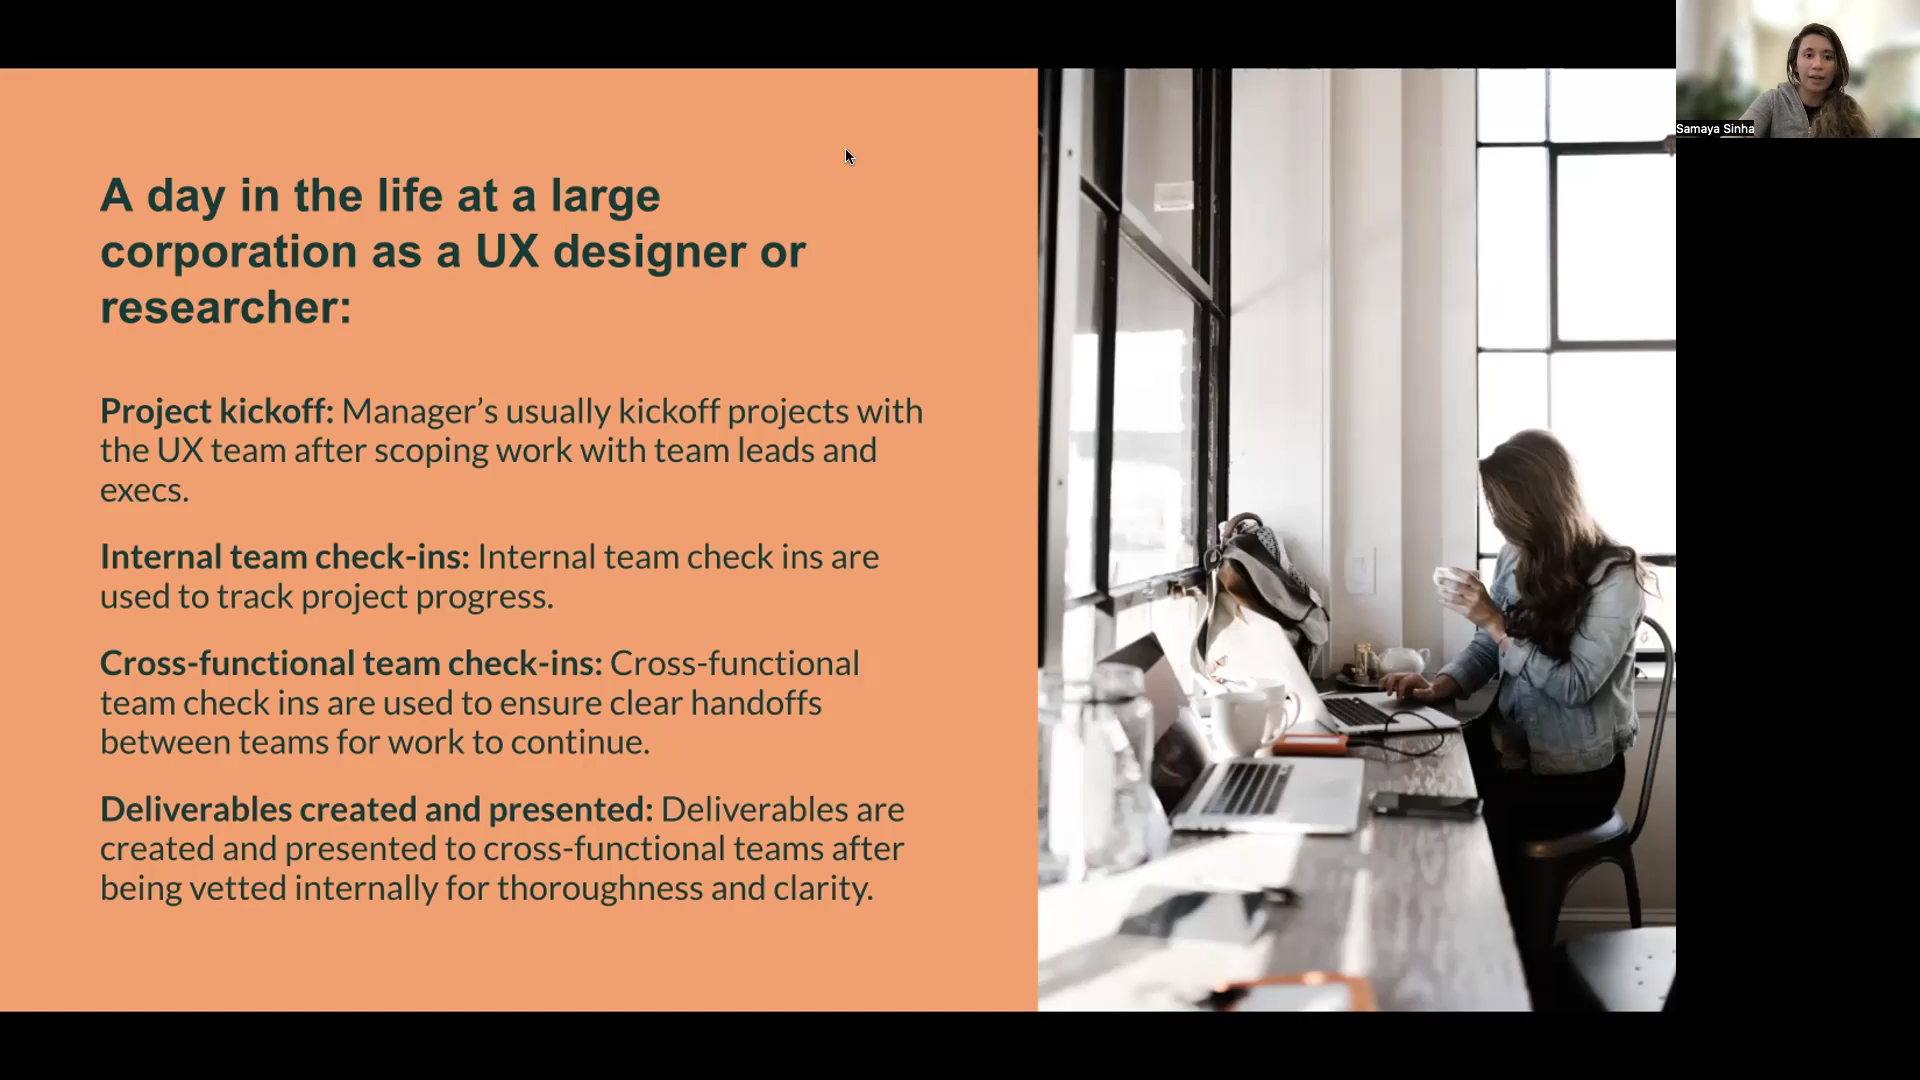 A day in the life at a large
corporation as a UX designer or
researcher:
Project kickoff: Manager’s usually kickoff projects with
the UX team after scoping work with team leads and
execs.
Internal team check-ins: Internal team check ins are
used to track project progress.
Cross-functional team check-ins: Cross-functional
team check ins are used to ensure clear handoffs
between teams for work to continue.
Deliverables created and presented: Deliverables are
created and presented to cross-functional teams after
being vetted internally for thoroughness and clarity.
Samaya Sinha